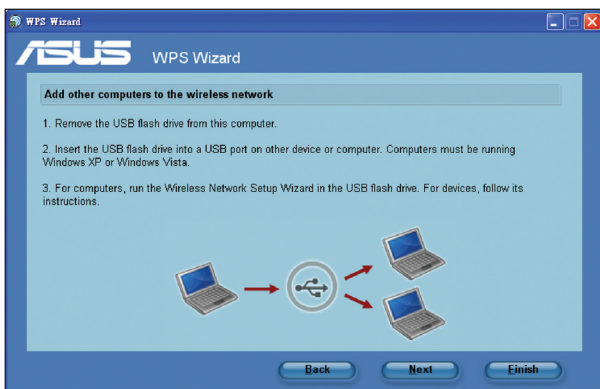 WPS Wizard
ASUS WPS Wizard
Add other computers to the wireless network
1. Remove the USB flash drive from this computer.
2. Insert the USB flash drive into a USB port on other device or computer. Computers must be running
Windows XP or Windows Vista.
3. For computers, run the Wireless Network Setup Wizard in the USB flash drive. For devices, follow its
instructions.
Back Next Finish